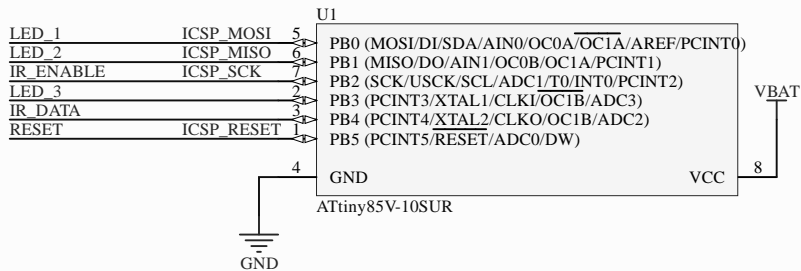 U1
LED_1 ICSP_MOSI 5 PB0 (MOSI/DI/SDA/AIN0/OC0A/OC1A/AREF/PCINT0)
LED_2 ICSP_MISO 6 PB1 (MISO/DO/AIN1/OC0B/OC1A/PCINT1)
IR_ENABLE ICSP_SCK 7 PB2 (SCK/USCK/SCL/ADC1/T0/INT0/PCINT2)
LED_3 2 PB3 (PCINT3/XTAL1/CLKI/OC1B/ADC3)
IR_DATA 3 PB4 (PCINT4/XTAL2/CLKO/OC1B/ADC2)
RESET ICSP_RESET 1 PB5 (PCINT5/RESET/ADC0/DW)
VBAT
4 GND VCC 8
ATtiny85V-10SUR
GND